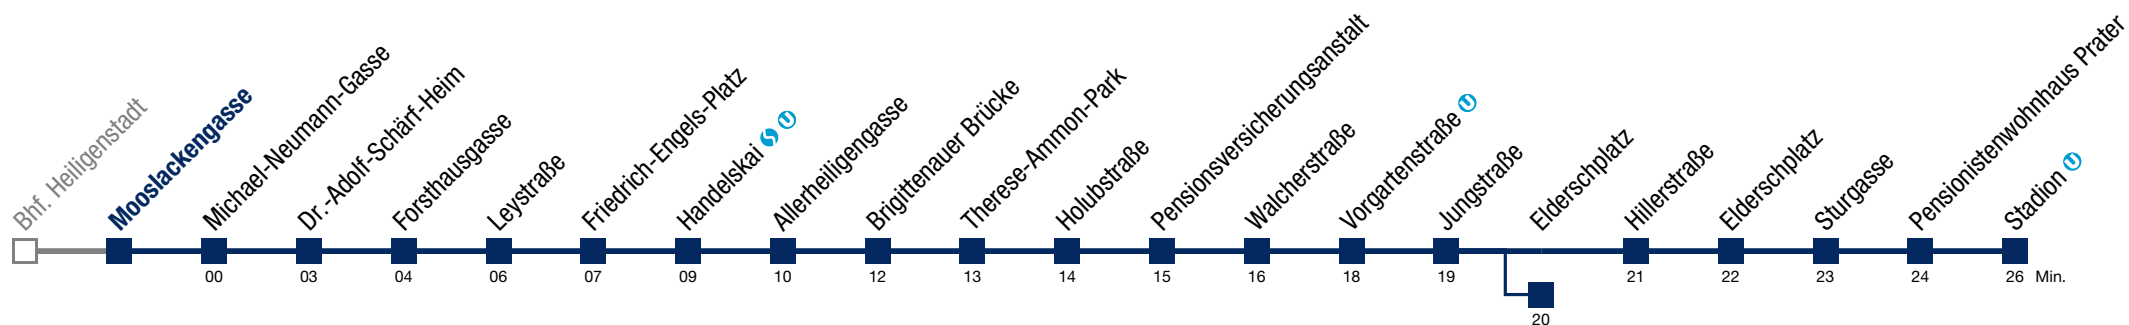 Bhf. Heiligenstadt
Mooslackengasse
Michael-Neumann-Gasse
Dr.-Adolf-Schärf-Heim
Forsthausgasse
Leystraße
Friedrich-Engels-Platz
Handelskai S U
Allerheiligengasse
Brigittenauer Brücke
Therese-Ammon-Park
Holubstraße
Pensionsversicherungsanstalt
Walcherstraße
Vorgartenstraße U
Jungstraße
Elderschplatz
Hillerstraße
Elderschplatz
Sturgasse
Pensionistenwohnhaus Prater
Stadion U
00 03 04 06 07 09 10 12 13 14 15 16 18 19 21 22 23 24 26 Min.
20